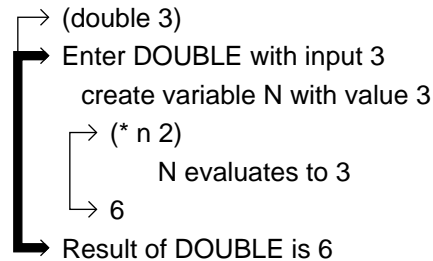 (double 3)
Enter DOUBLE with input 3
create variable N with value 3
(* n 2)
N evaluates to 3
6
Result of DOUBLE is 6